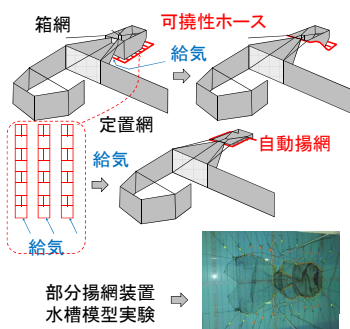 箱網
可撓性ホース
給気
定置網
給気
自動揚網
給気
部分揚網装置
水槽模型実験